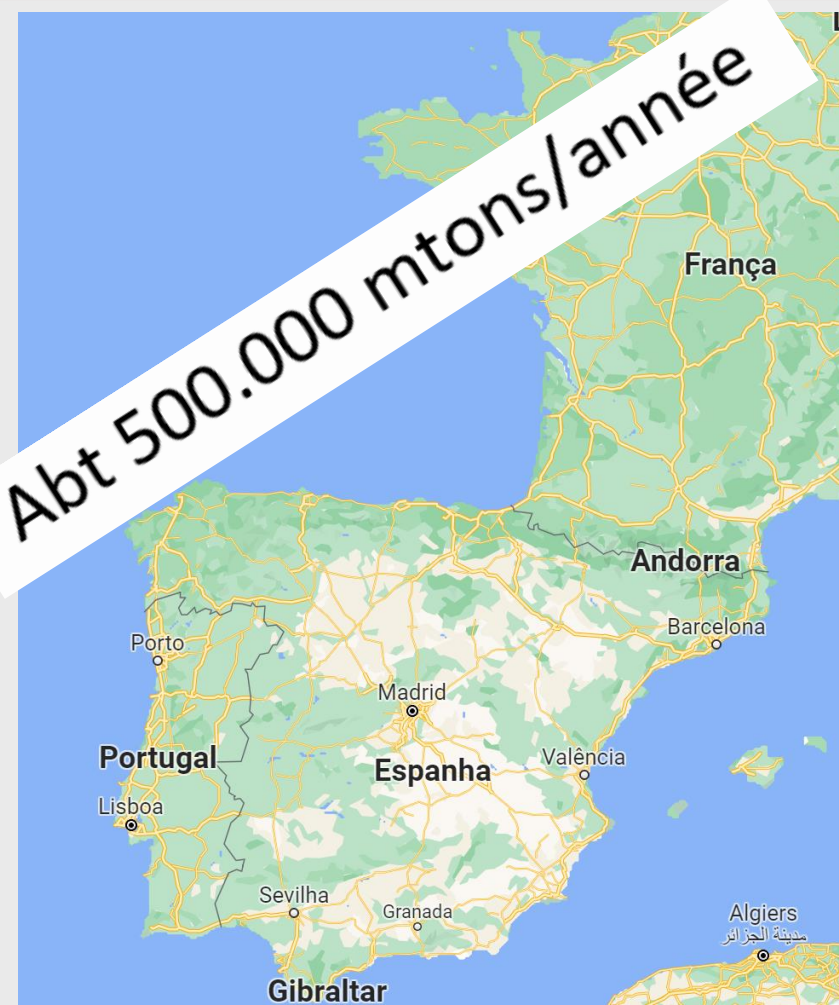 Abt 500.000 mtons/année
França
Andorra
Barcelona
Porto
Madrid
Portugal
Espanha
Valência
Lisboa
Sevilha
Granada
Algiers
مدينة الجزائر
Gibraltar